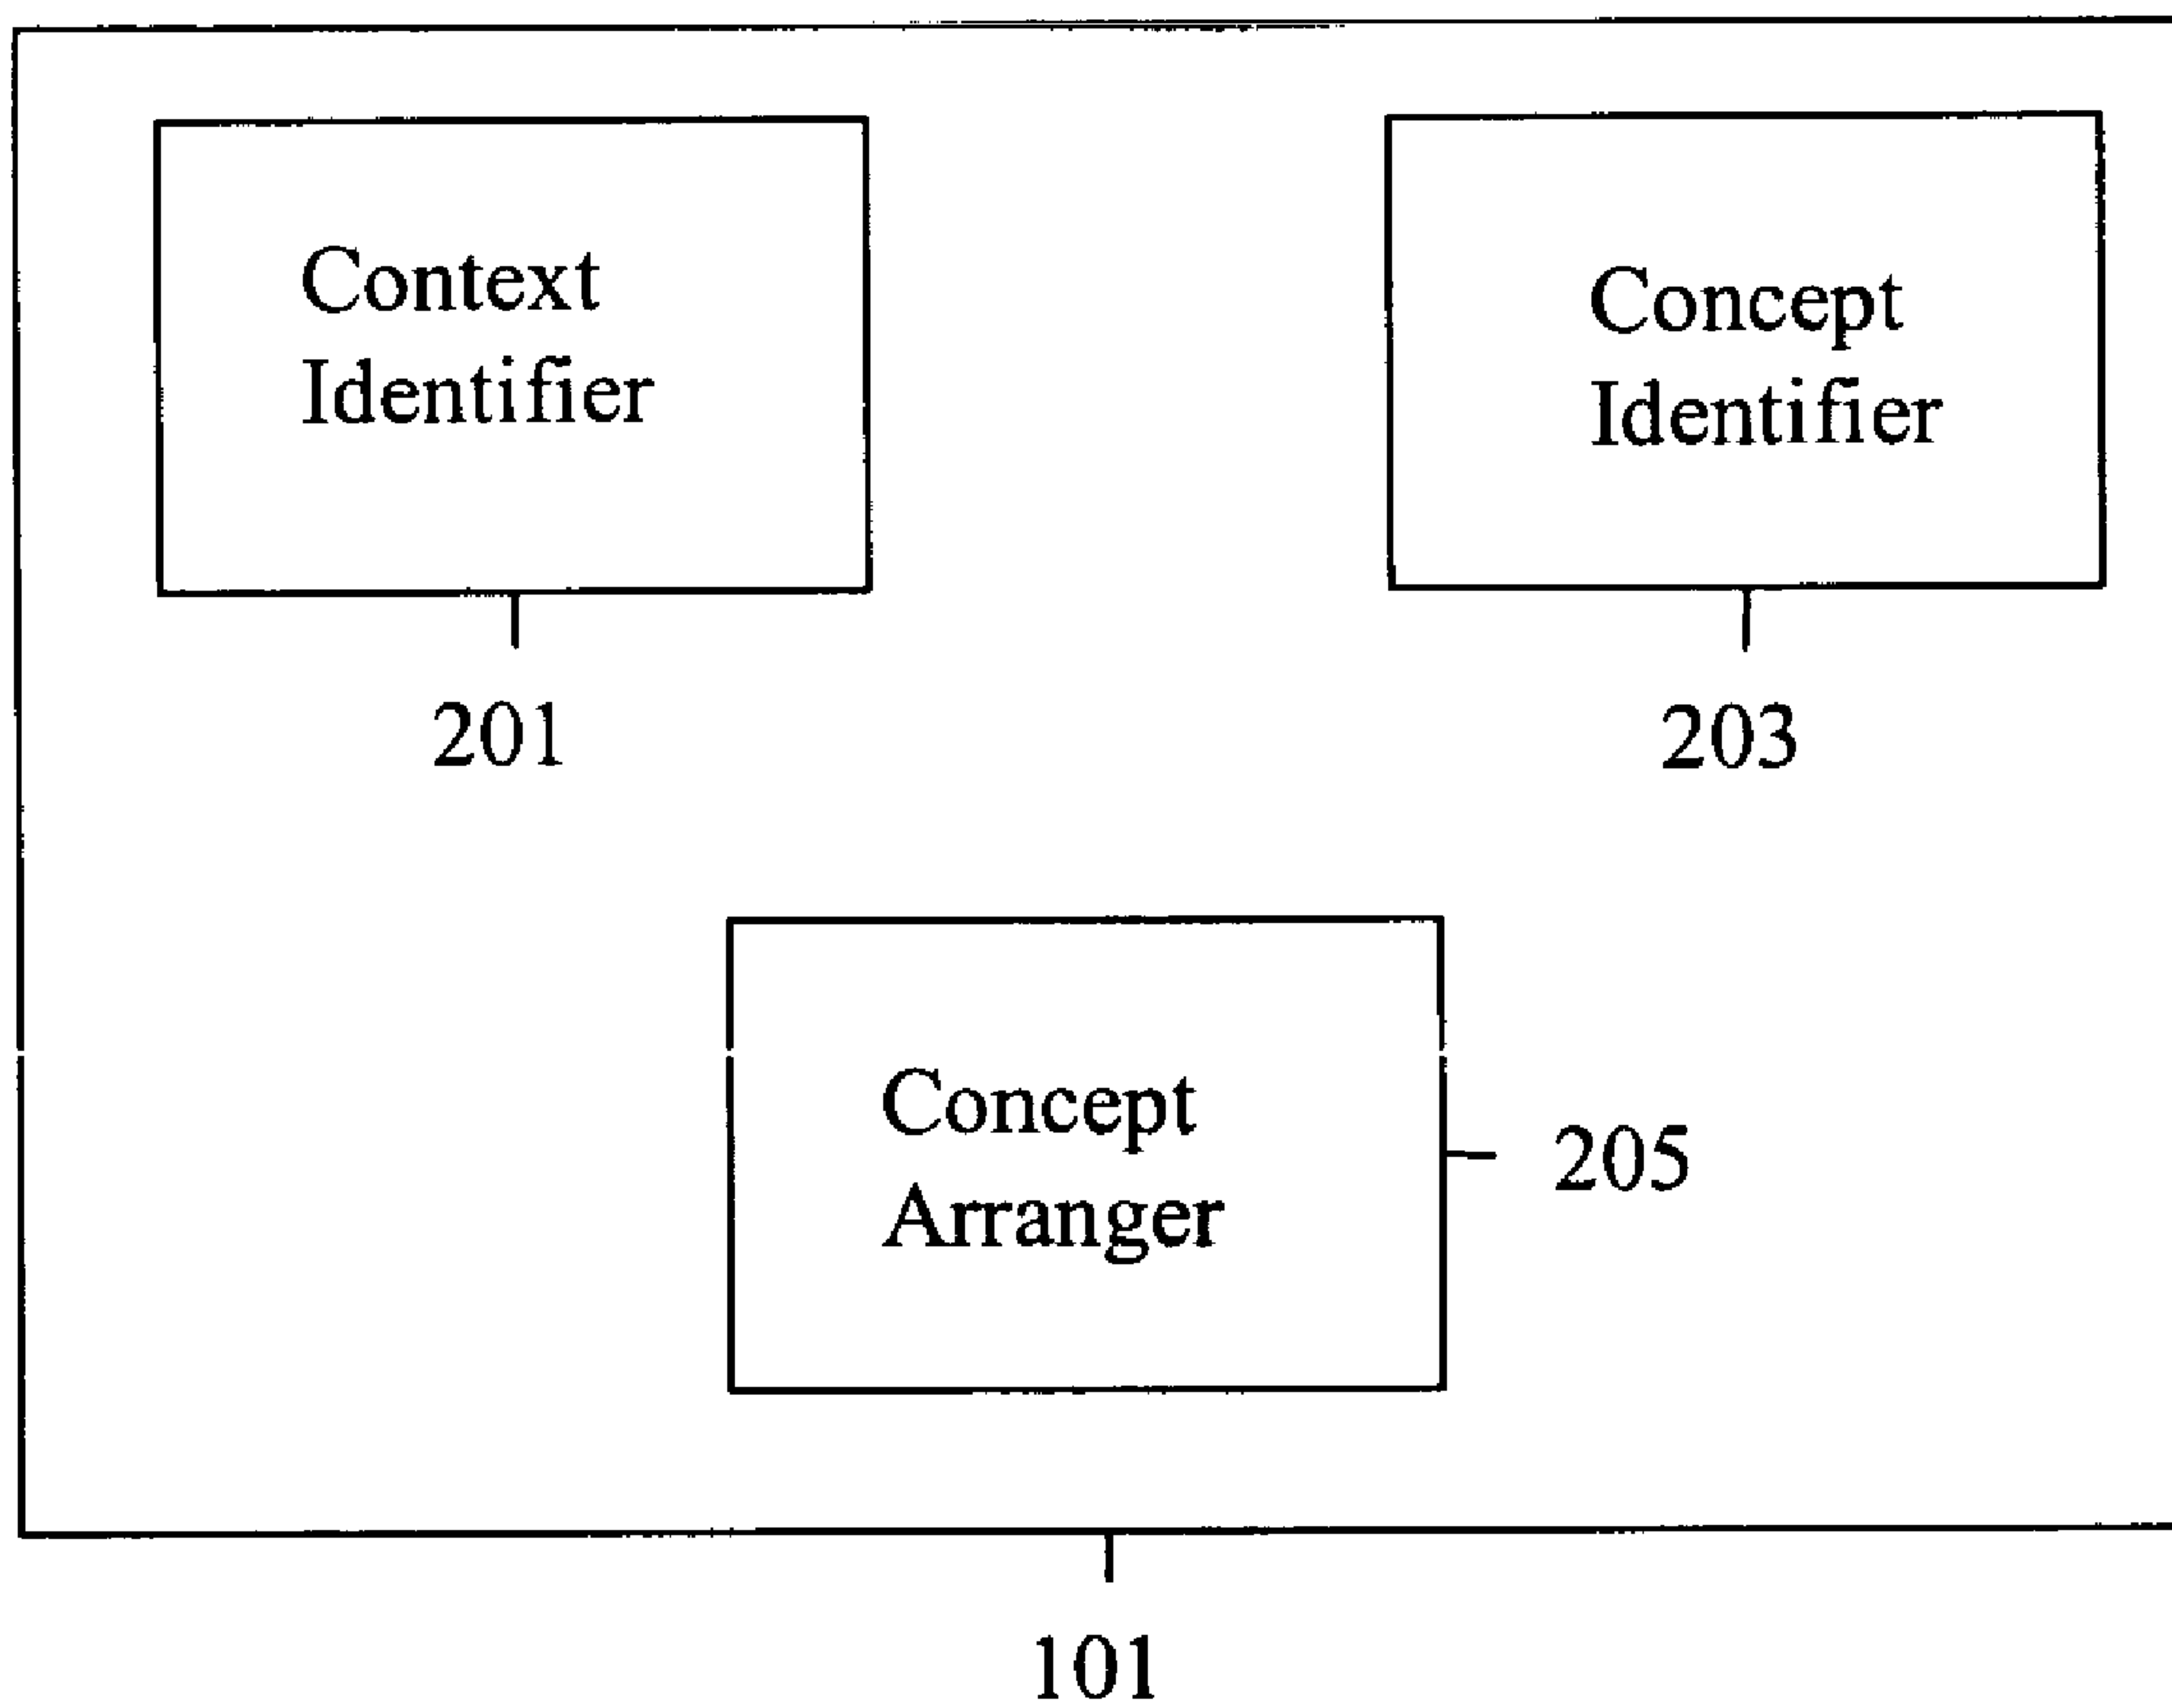 Context
Identifier
201
Concept
Identifier
203
Concept
Arranger
205
101